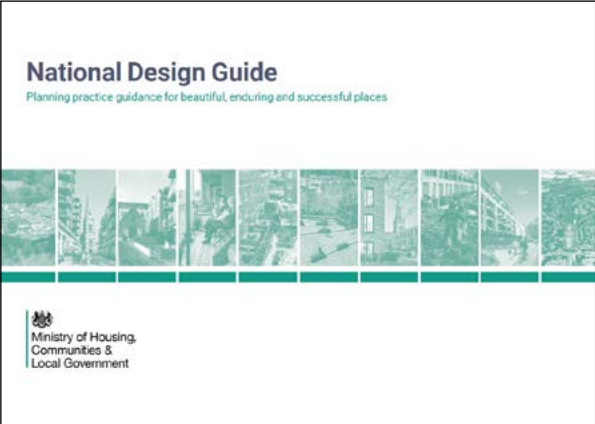 National Design Guide
Planning practice guidance for beautiful, enduring and successful places
Ministry of Housing,
Communities &
Local Government